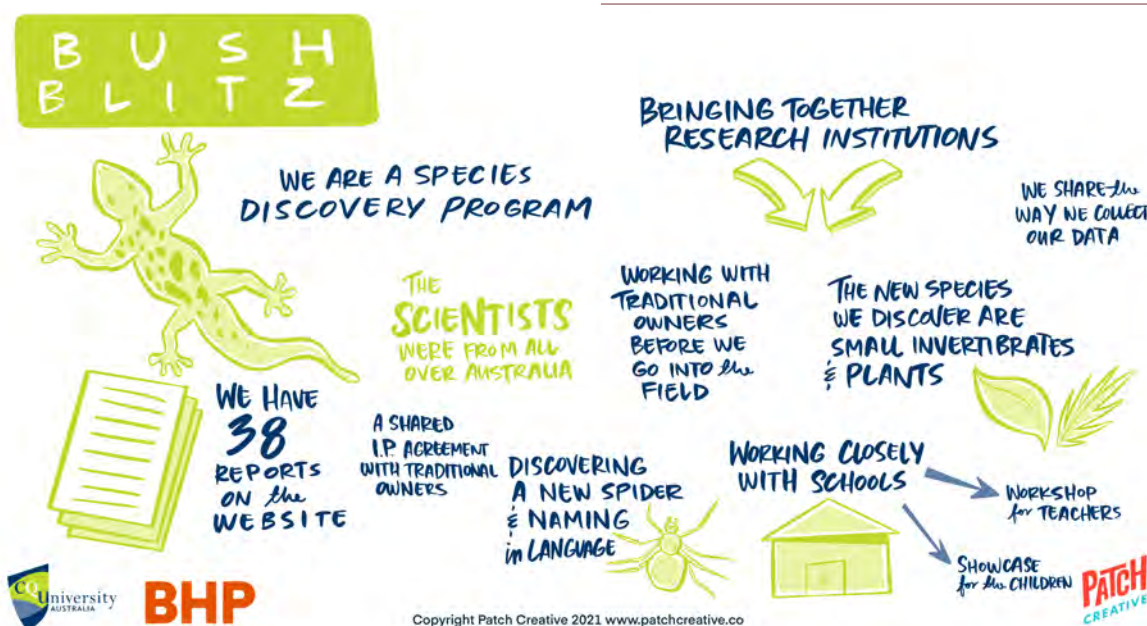 BUSH
BLITZ
WE ARE A SPECIES
DISCOVERY PROGRAM
BRINGING TOGETHER
RESEARCH INSTITUTIONS
WE SHARE the
WAY WE COLLECT
OUR DATA
THE
SCIENTISTS
WERE FROM ALL
OVER AUSTRALIA
WORKING WITH
TRADITIONAL
OWNERS
BEFORE WE
GO INTO the
FIELD
THE NEW SPECIES
WE DISCOVER ARE
SMALL INVERTIBRATES
& PLANTS
WE HAVE
38
REPORTS
ON the
WEBSITE
A SHARED
I.P. AGREEMENT
WITH TRADITIONAL
OWNERS
DISCOVERING
A NEW SPIDER
& NAMING
in LANGUAGE
WORKING CLOSELY
WITH SCHOOLS
WORKSHOP
for TEACHERS
SHOWCASE
for the CHILDREN
CQUniversity
AUSTRALIA
BHP
Copyright Patch Creative 2021 www.patchcreative.co
PATCH
CREATIVE